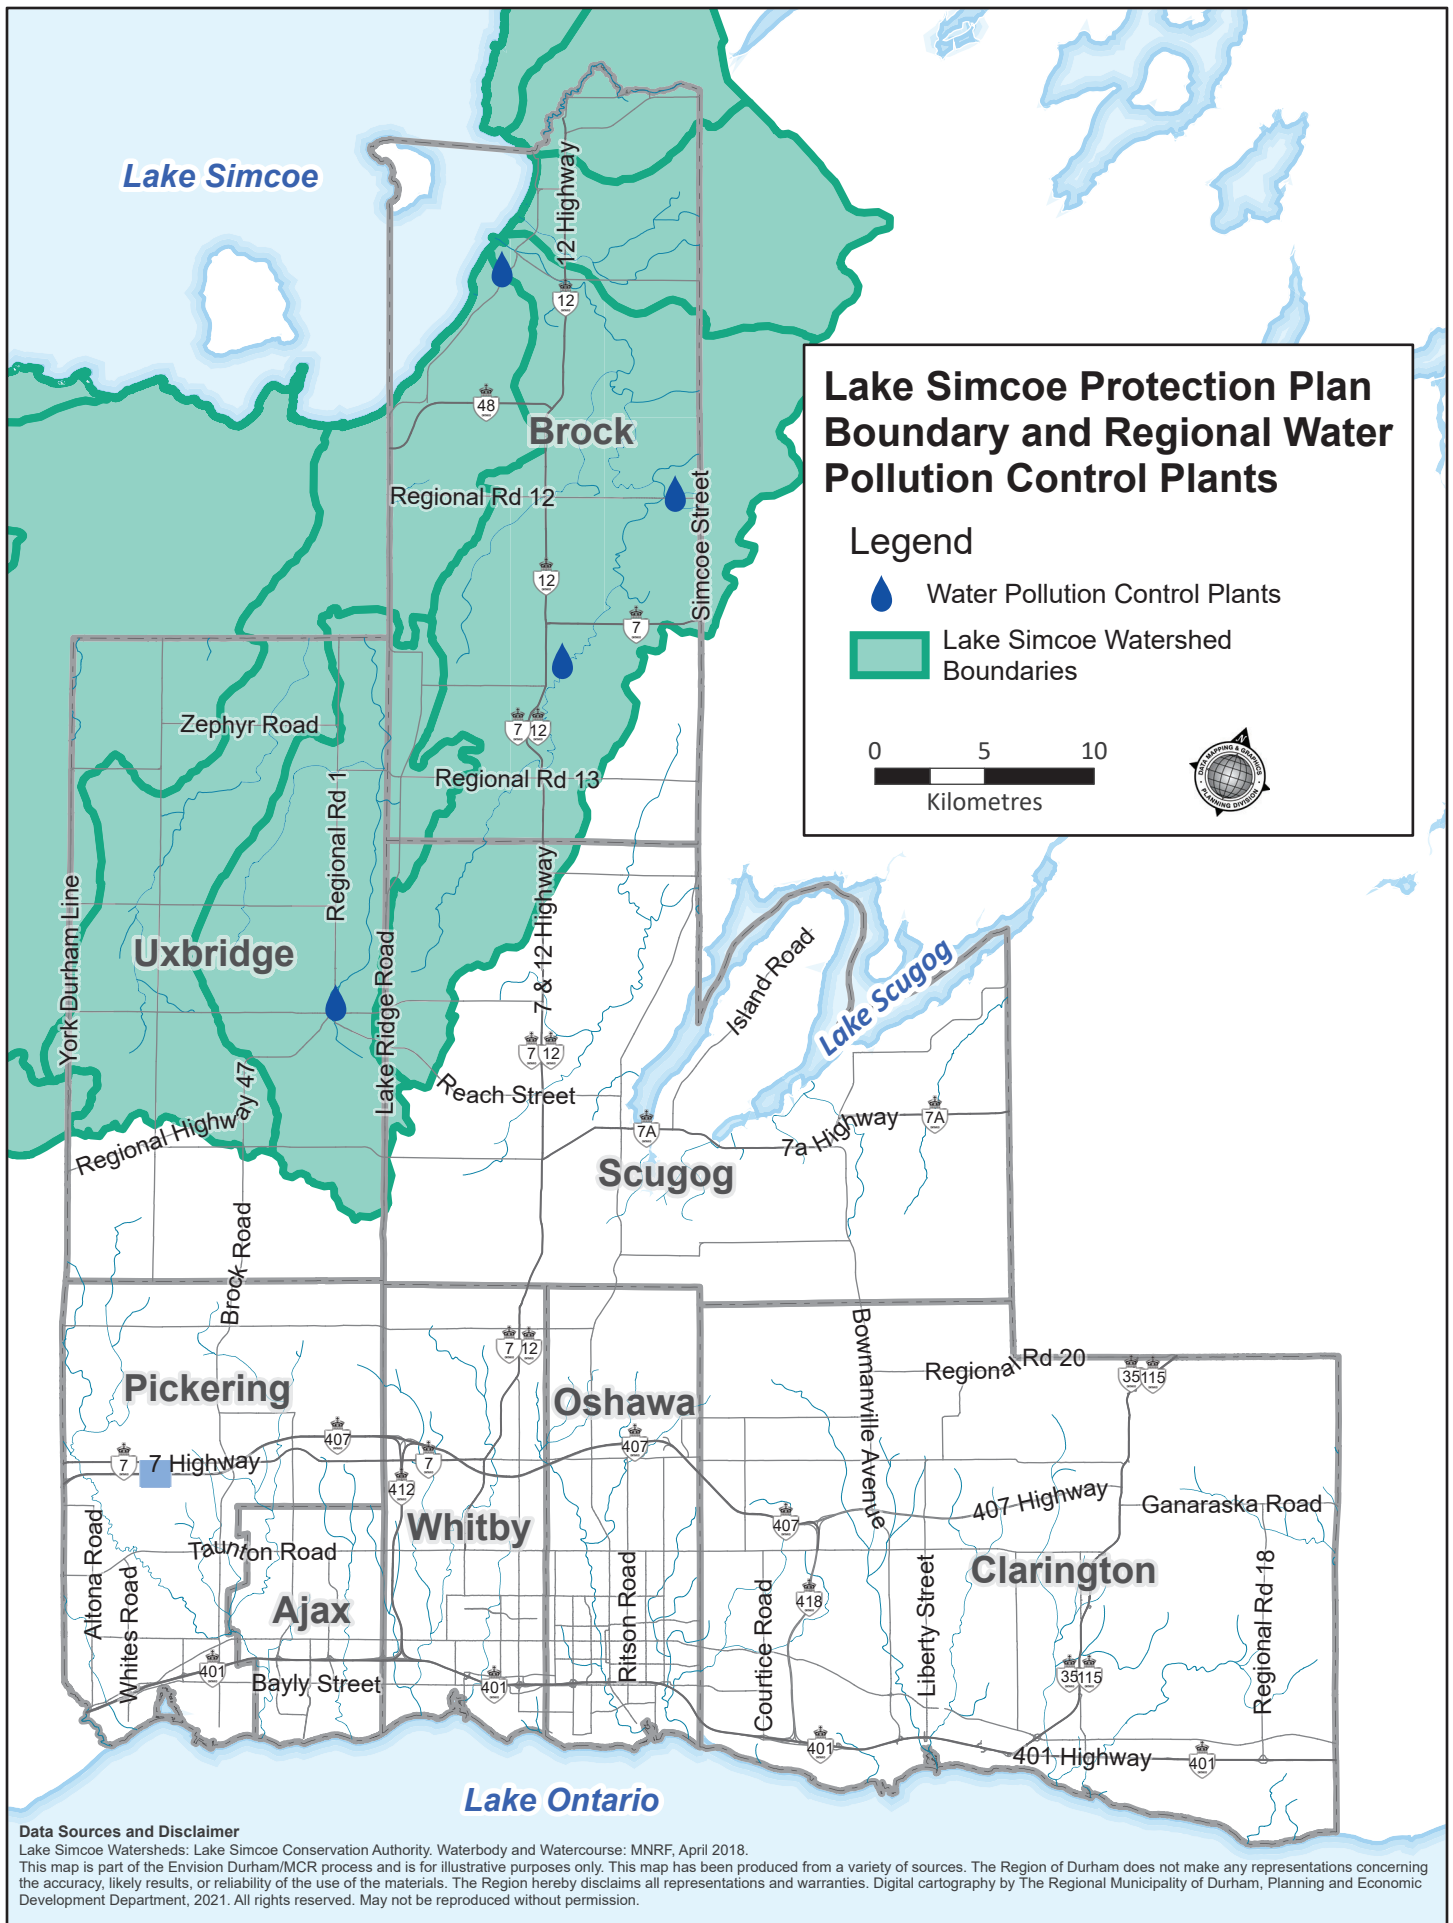 Lake Simcoe
12 Highway
12
48
Brock
Regional Rd 12
Simcoe Street
12
7
Zephyr Road
7
12
Regional Rd 1
Regional Rd 13
York Durham Line
Uxbridge
Lake Ridge Road
7 & 12 Highway
Island Road
Lake Scugog
7
12
Reach Street
Regional Highway 47
7A
7a Highway
7A
Scugog
Brock Road
7
12
Bowmanville Avenue
Regional Rd 20
35
115
Pickering
Oshawa
407
407
7
7 Highway
7
412
407 Highway
Ganaraska Road
407
Whitby
Altona Road
Taunton Road
Whites Road
Ajax
Ritson Road
Courtice Road
418
Liberty Street
Clarington
Regional Rd 18
401
Bayly Street
401
35
115
401
401 Highway
401
Lake Ontario
Lake Simcoe Protection Plan
Boundary and Regional Water
Pollution Control Plants
Legend
Water Pollution Control Plants
Lake Simcoe Watershed
Boundaries
0 5 10
Kilometres
N
DATA MAPPING & GRAPHICS
PLANNING DIVISION
Data Sources and Disclaimer
Lake Simcoe Watersheds: Lake Simcoe Conservation Authority. Waterbody and Watercourse: MNRF, April 2018.
This map is part of the Envision Durham/MCR process and is for illustrative purposes only. This map has been produced from a variety of sources. The Region of Durham does not make any representations concerning
the accuracy, likely results, or reliability of the use of the materials. The Region hereby disclaims all representations and warranties. Digital cartography by The Regional Municipality of Durham, Planning and Economic
Development Department, 2021. All rights reserved. May not be reproduced without permission.